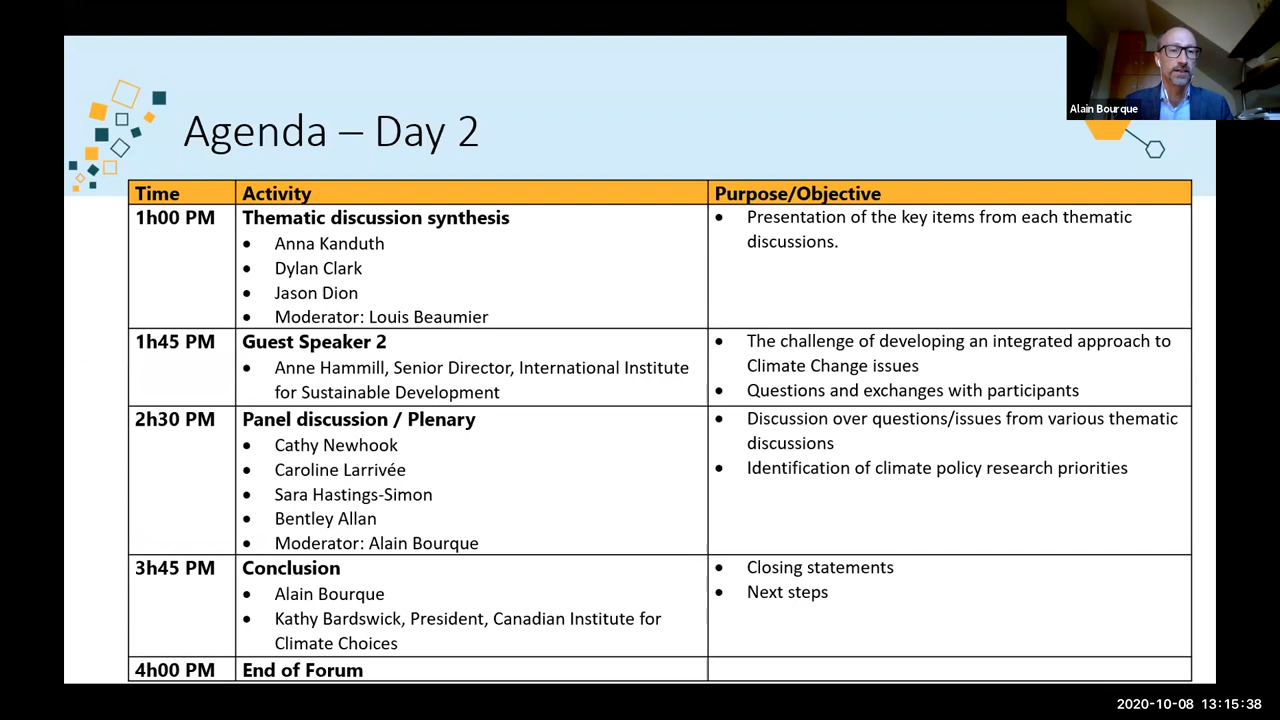 Alain Bourque
Agenda – Day 2
Time Activity Purpose/Objective
1h00 PM Thematic discussion synthesis
• Anna Kanduth
• Dylan Clark
• Jason Dion
• Moderator: Louis Beaumier
• Presentation of the key items from each thematic
discussions.
1h45 PM Guest Speaker 2
• Anne Hammill, Senior Director, International Institute
for Sustainable Development
• The challenge of developing an integrated approach to
Climate Change issues
• Questions and exchanges with participants
2h30 PM Panel discussion / Plenary
• Cathy Newhook
• Caroline Larrivée
• Sara Hastings-Simon
• Bentley Allan
• Moderator: Alain Bourque
• Discussion over questions/issues from various thematic
discussions
• Identification of climate policy research priorities
3h45 PM Conclusion
• Alain Bourque
• Kathy Bardswick, President, Canadian Institute for
Climate Choices
• Closing statements
• Next steps
4h00 PM End of Forum
2020-10-08 13:15:38